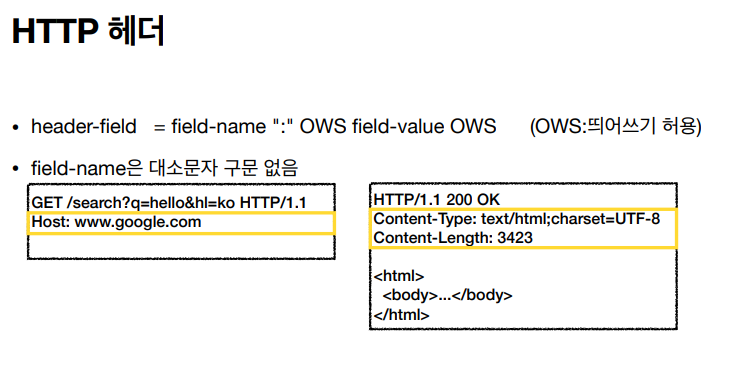 HTTP 헤더
• header-field = field-name ":" OWS field-value OWS (OWS:띄어쓰기 허용)
• field-name은 대소문자 구문 없음
GET /search?q=hello&hl=ko HTTP/1.1
Host: www.google.com
HTTP/1.1 200 OK
Content-Type: text/html;charset=UTF-8
Content-Length: 3423
<html>
<body>...</body>
</html>